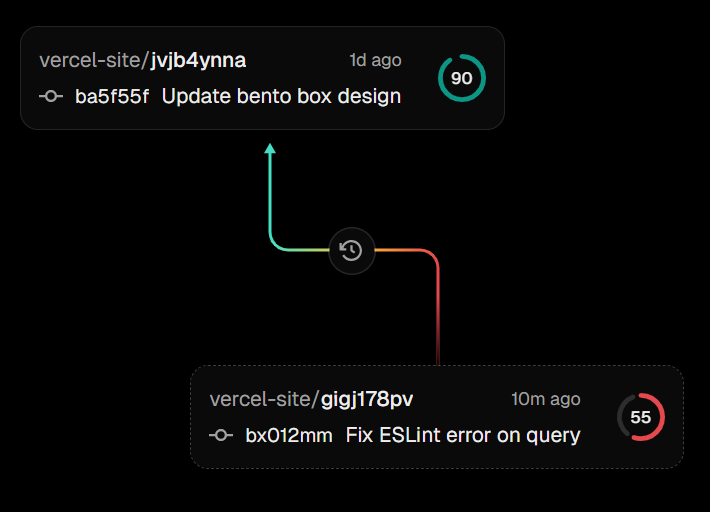 vercel-site/jvjb4ynna 1d ago
90
ba5f55f Update bento box design
vercel-site/gigj178pv 10m ago
55
bx012mm Fix ESLint error on query